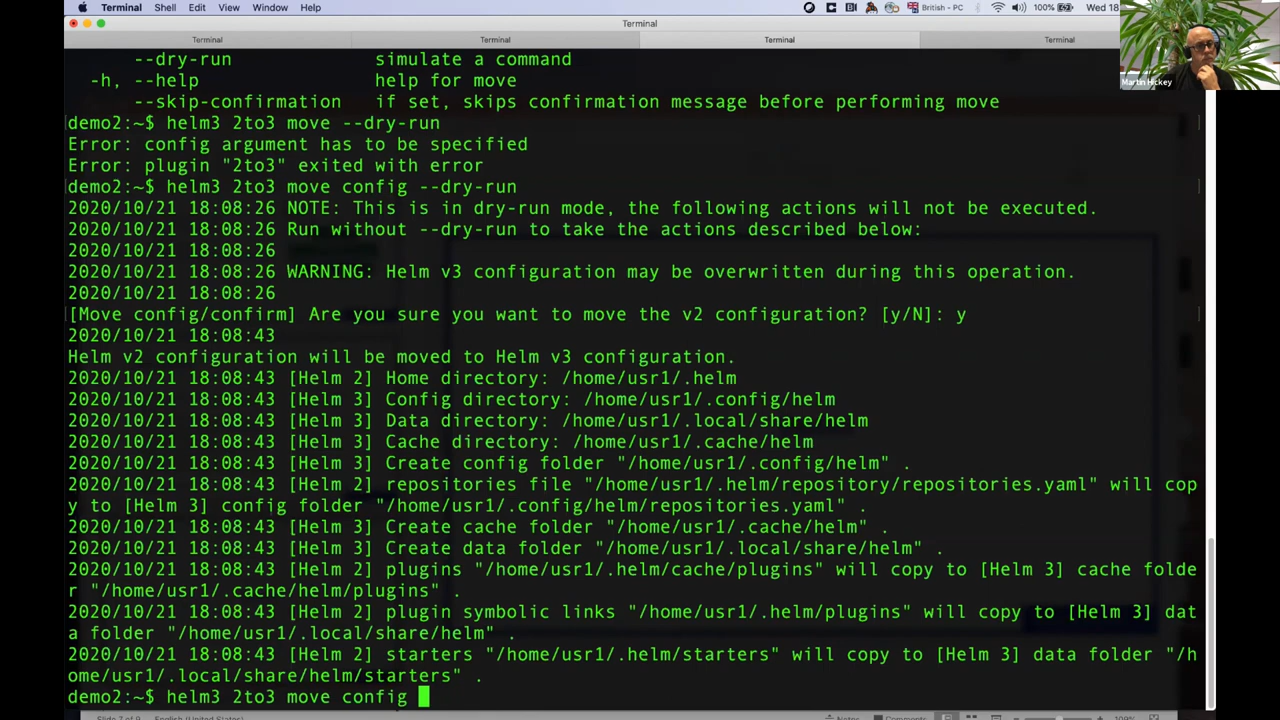 Terminal Shell Edit View Window Help
British - PC 100% Wed 18
Terminal
Terminal Terminal Terminal Terminal
Martin Hickey
--dry-run simulate a command
-h, --help help for move
--skip-confirmation if set, skips confirmation message before performing move
demo2:~$ helm3 2to3 move --dry-run
Error: config argument has to be specified
Error: plugin "2to3" exited with error
demo2:~$ helm3 2to3 move config --dry-run
2020/10/21 18:08:26 NOTE: This is in dry-run mode, the following actions will not be executed.
2020/10/21 18:08:26 Run without --dry-run to take the actions described below:
2020/10/21 18:08:26
2020/10/21 18:08:26 WARNING: Helm v3 configuration may be overwritten during this operation.
2020/10/21 18:08:26
[Move config/confirm] Are you sure you want to move the v2 configuration? [y/N]: y
2020/10/21 18:08:43
Helm v2 configuration will be moved to Helm v3 configuration.
2020/10/21 18:08:43 [Helm 2] Home directory: /home/usr1/.helm
2020/10/21 18:08:43 [Helm 3] Config directory: /home/usr1/.config/helm
2020/10/21 18:08:43 [Helm 3] Data directory: /home/usr1/.local/share/helm
2020/10/21 18:08:43 [Helm 3] Cache directory: /home/usr1/.cache/helm
2020/10/21 18:08:43 [Helm 3] Create config folder "/home/usr1/.config/helm" .
2020/10/21 18:08:43 [Helm 2] repositories file "/home/usr1/.helm/repository/repositories.yaml" will cop
y to [Helm 3] config folder "/home/usr1/.config/helm/repositories.yaml" .
2020/10/21 18:08:43 [Helm 3] Create cache folder "/home/usr1/.cache/helm" .
2020/10/21 18:08:43 [Helm 3] Create data folder "/home/usr1/.local/share/helm" .
2020/10/21 18:08:43 [Helm 2] plugins "/home/usr1/.helm/cache/plugins" will copy to [Helm 3] cache folde
r "/home/usr1/.cache/helm/plugins" .
2020/10/21 18:08:43 [Helm 2] plugin symbolic links "/home/usr1/.helm/plugins" will copy to [Helm 3] dat
a folder "/home/usr1/.local/share/helm" .
2020/10/21 18:08:43 [Helm 2] starters "/home/usr1/.helm/starters" will copy to [Helm 3] data folder "/h
ome/usr1/.local/share/helm/starters" .
demo2:~$ helm3 2to3 move config
Slide 7 of 9 English (United States) Notes Comments 109%